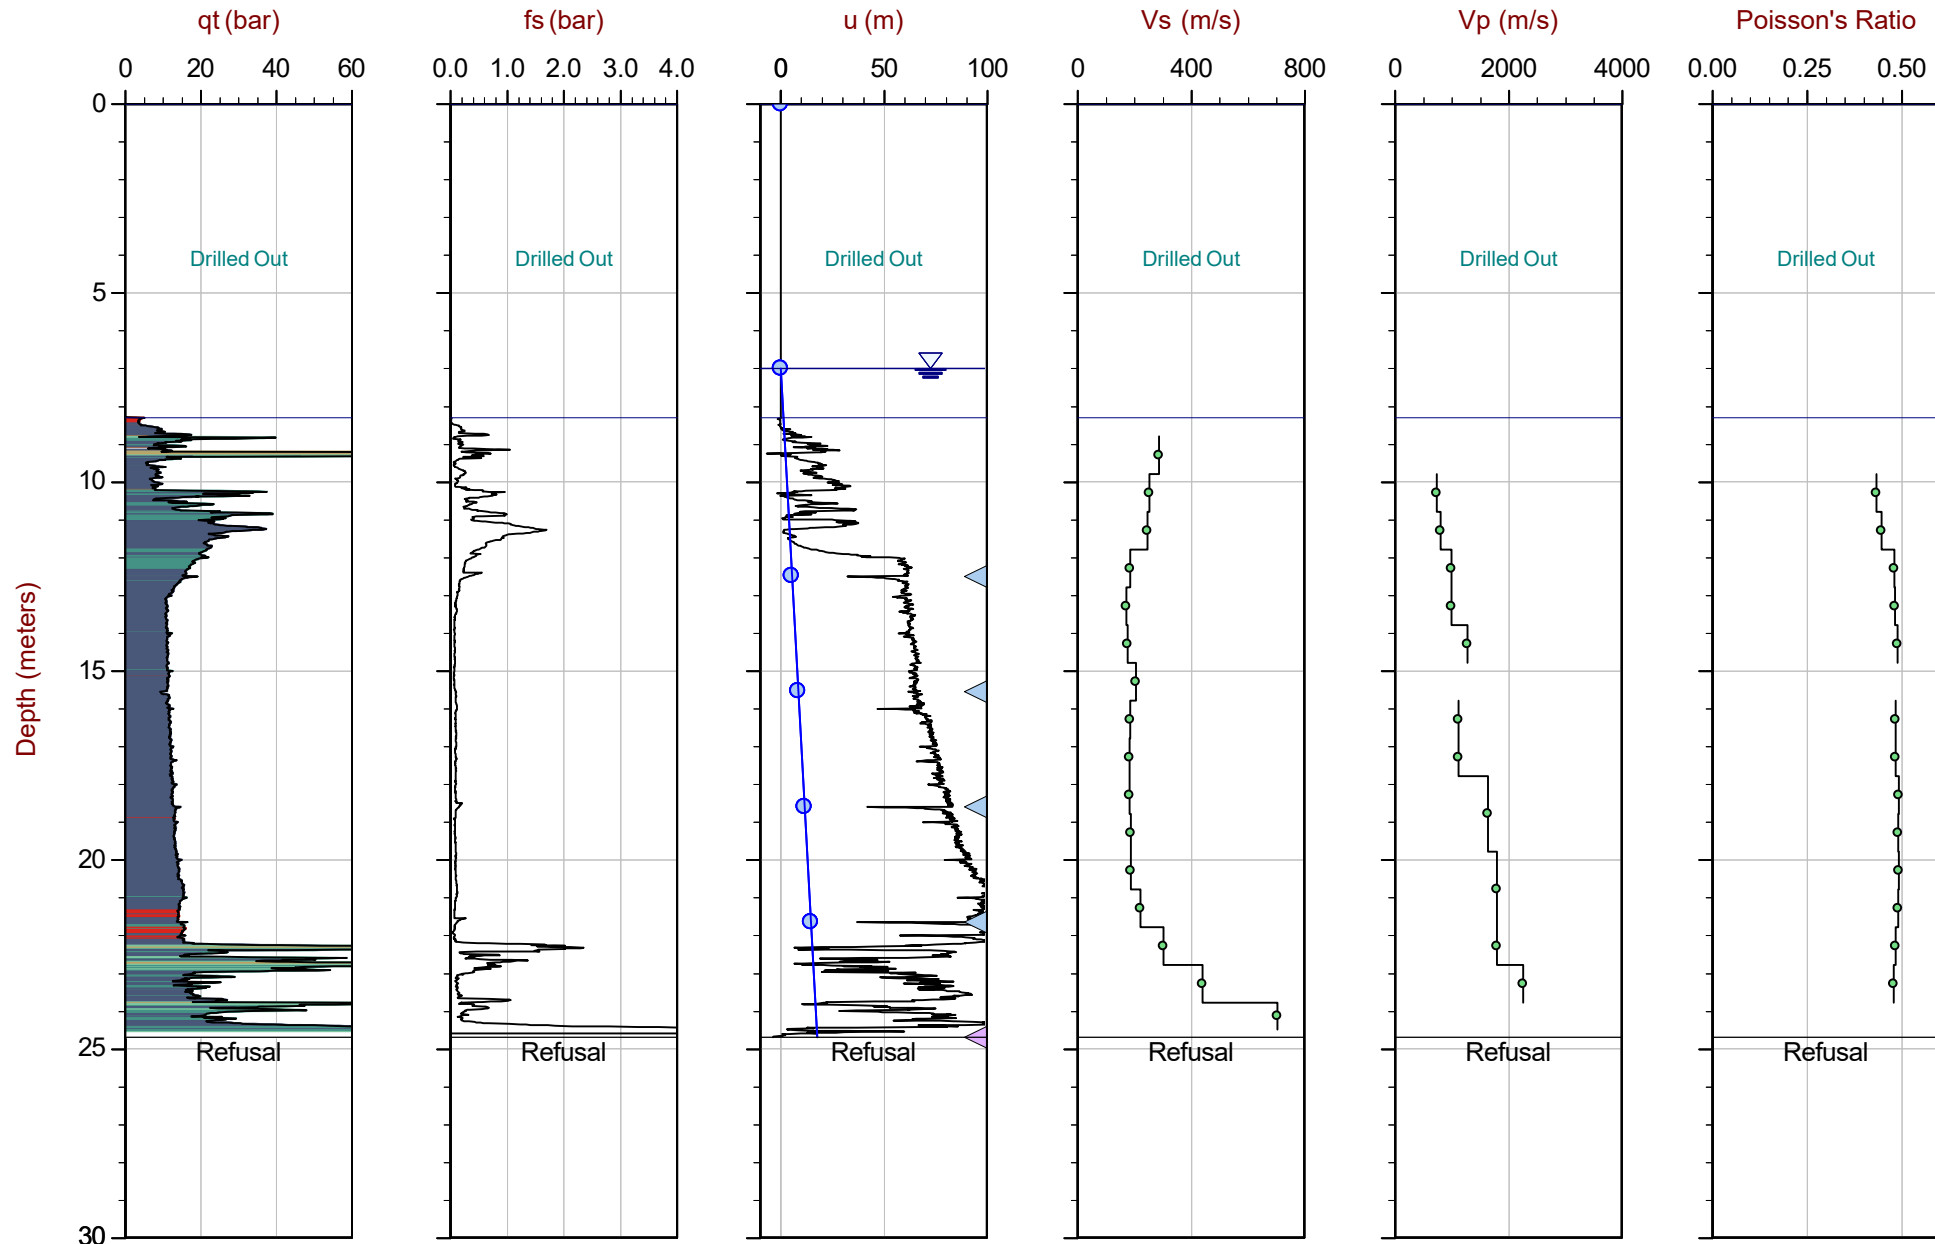 qt (bar) fs (bar) u (m) Vs (m/s) Vp (m/s) Poisson's Ratio
0 20 40 60 0.0 1.0 2.0 3.0 4.0 0 50 100 0 400 800 0 2000 4000 0.00 0.25 0.50
0
Drilled Out Drilled Out Drilled Out Drilled Out Drilled Out Drilled Out
5
10
Depth (meters)
15
20
25
Refusal Refusal Refusal Refusal Refusal Refusal
30